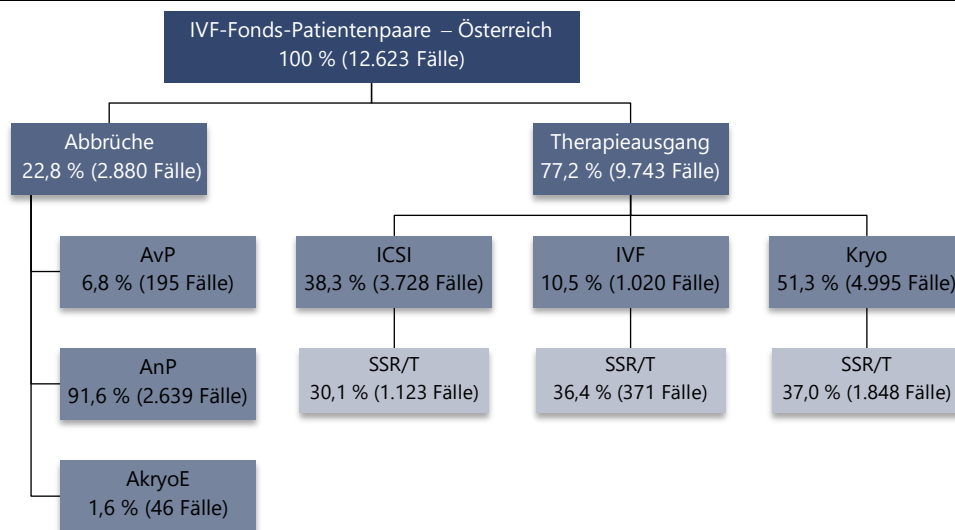 IVF-Fonds-Patientenpaare – Österreich
100 % (12.623 Fälle)
Abbrüche
22,8 % (2.880 Fälle)
Therapieausgang
77,2 % (9.743 Fälle)
AvP
6,8 % (195 Fälle)
ICSI
38,3 % (3.728 Fälle)
IVF
10,5 % (1.020 Fälle)
Kryo
51,3 % (4.995 Fälle)
AnP
91,6 % (2.639 Fälle)
SSR/T
30,1 % (1.123 Fälle)
SSR/T
36,4 % (371 Fälle)
SSR/T
37,0 % (1.848 Fälle)
AkryoE
1,6 % (46 Fälle)